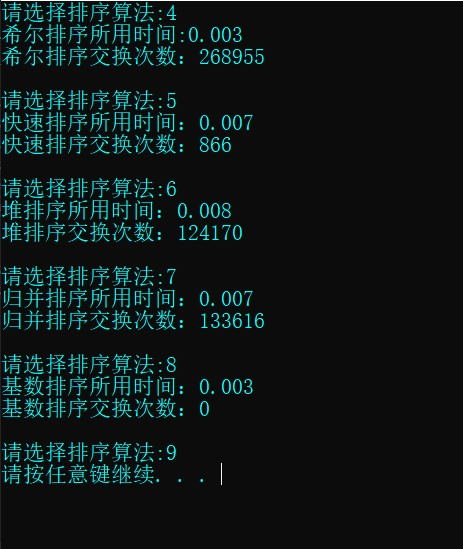 请选择排序算法:4
希尔排序所用时间:0.003
希尔排序交换次数：268955
请选择排序算法:5
快速排序所用时间：0.007
快速排序交换次数：866
请选择排序算法:6
堆排序所用时间：0.008
堆排序交换次数：124170
请选择排序算法:7
归并排序所用时间：0.007
归并排序交换次数：133616
请选择排序算法:8
基数排序所用时间：0.003
基数排序交换次数：0
请选择排序算法:9
请按任意键继续. . .